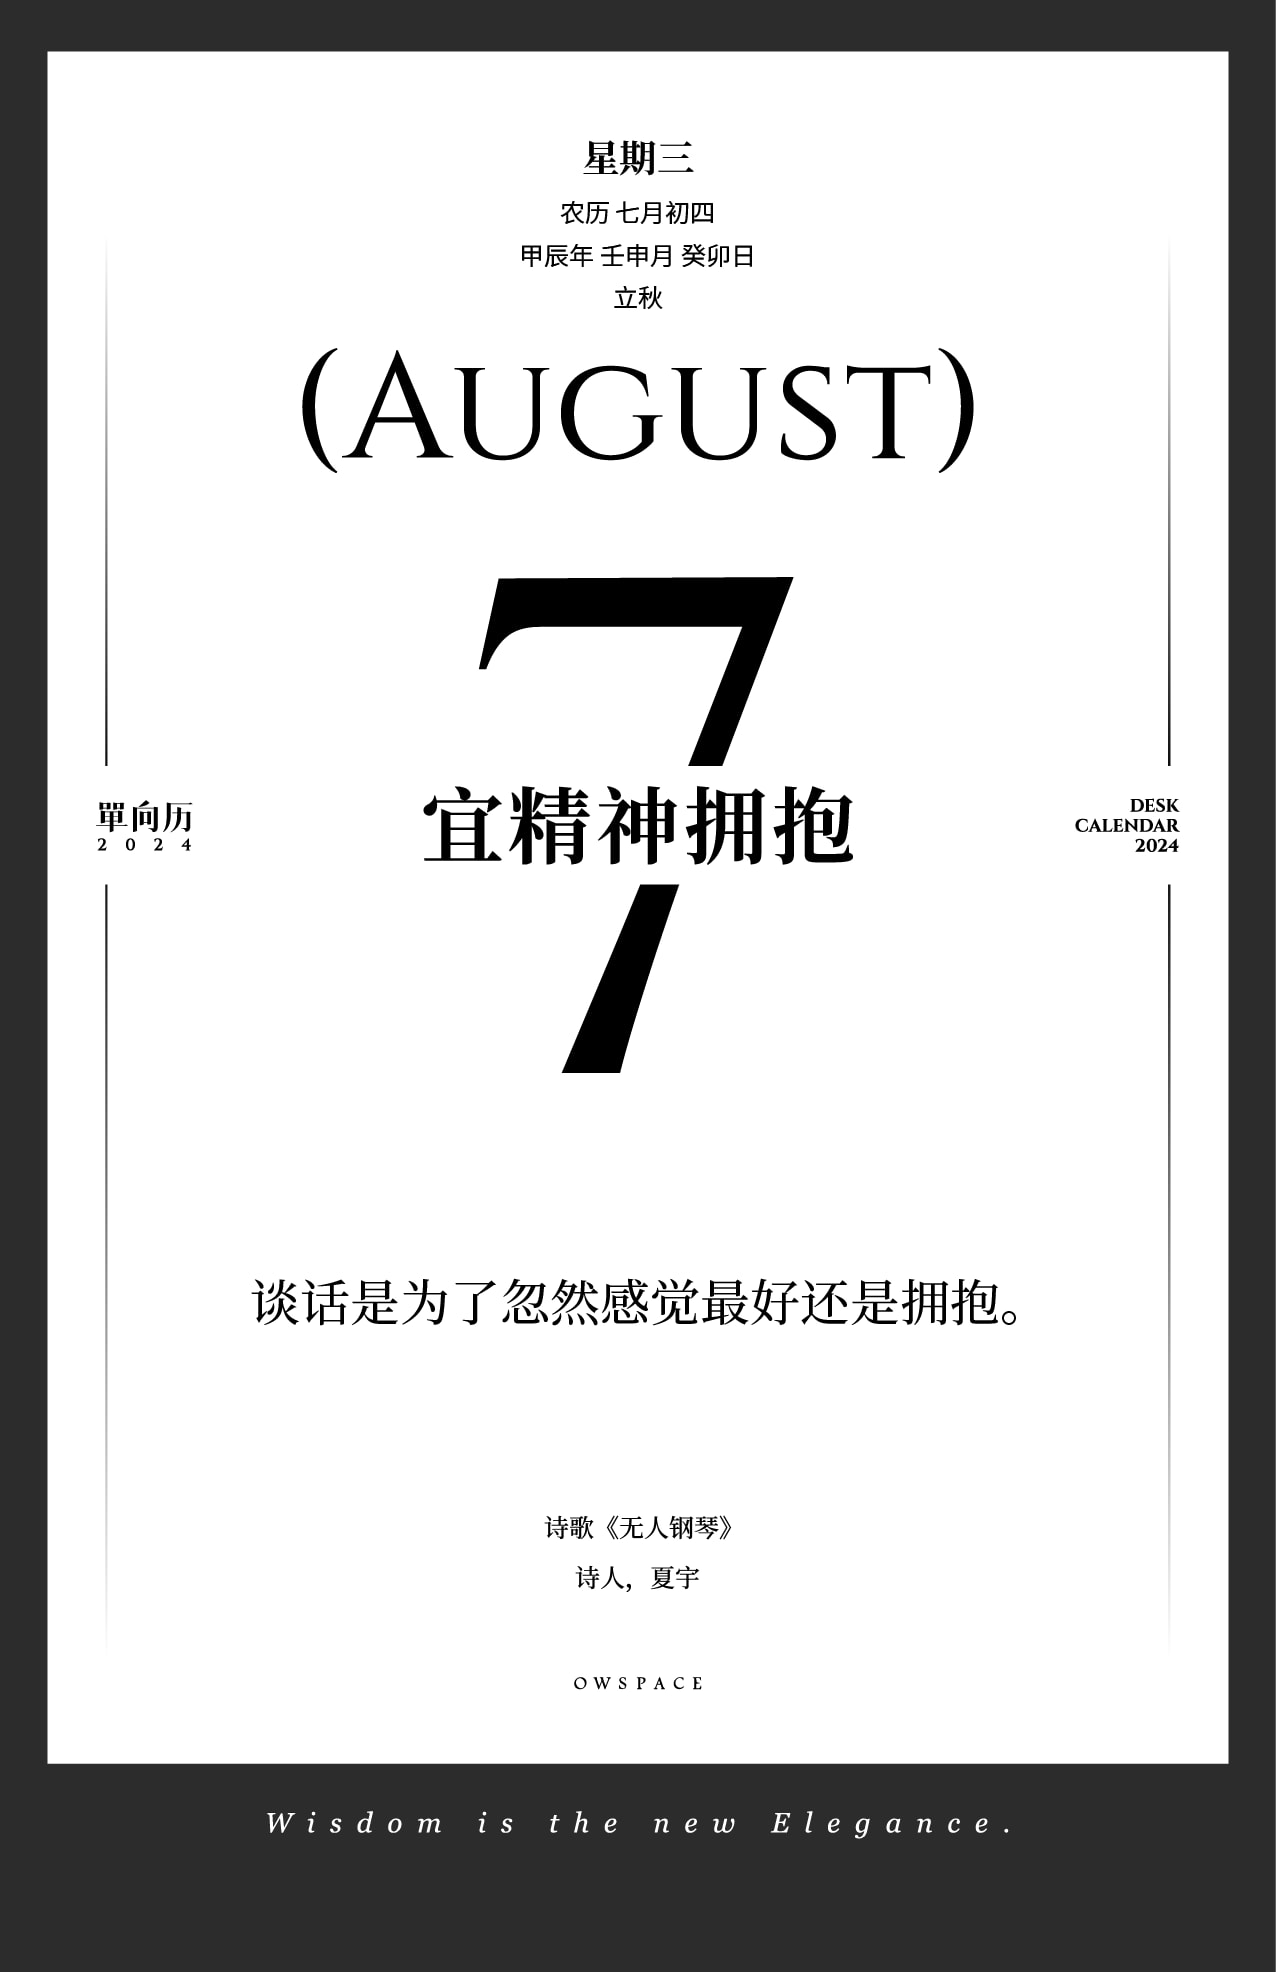 星期三
农历 七月初四
甲辰年 壬申月 癸卯日
立秋
(AUGUST)
7
宜精神拥抱
單向历
2024
DESK
CALENDAR
2024
谈话是为了忽然感觉最好还是拥抱。
诗歌《无人钢琴》
诗人，夏宇
OWSPACE
Wisdom is the new Elegance.